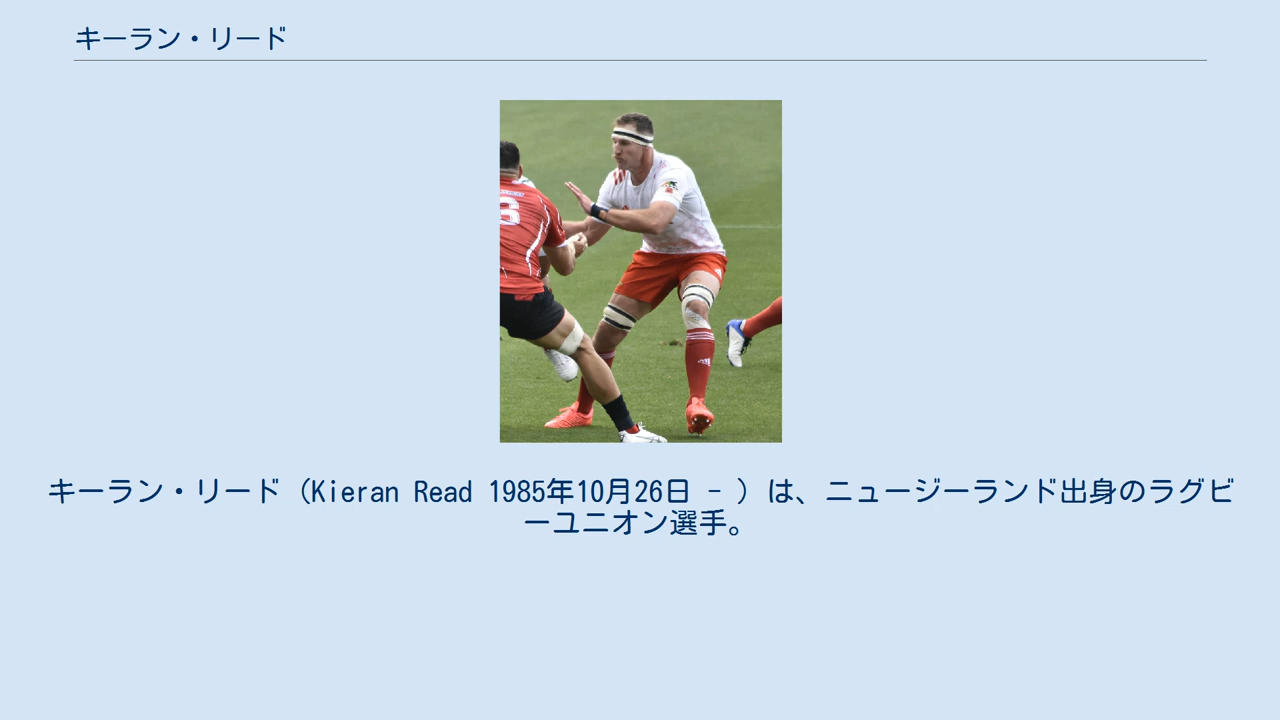 キーラン・リード
キーラン・リード（Kieran Read 1985年10月26日 - ）は、ニュージーランド出身のラグビ
ーユニオン選手。